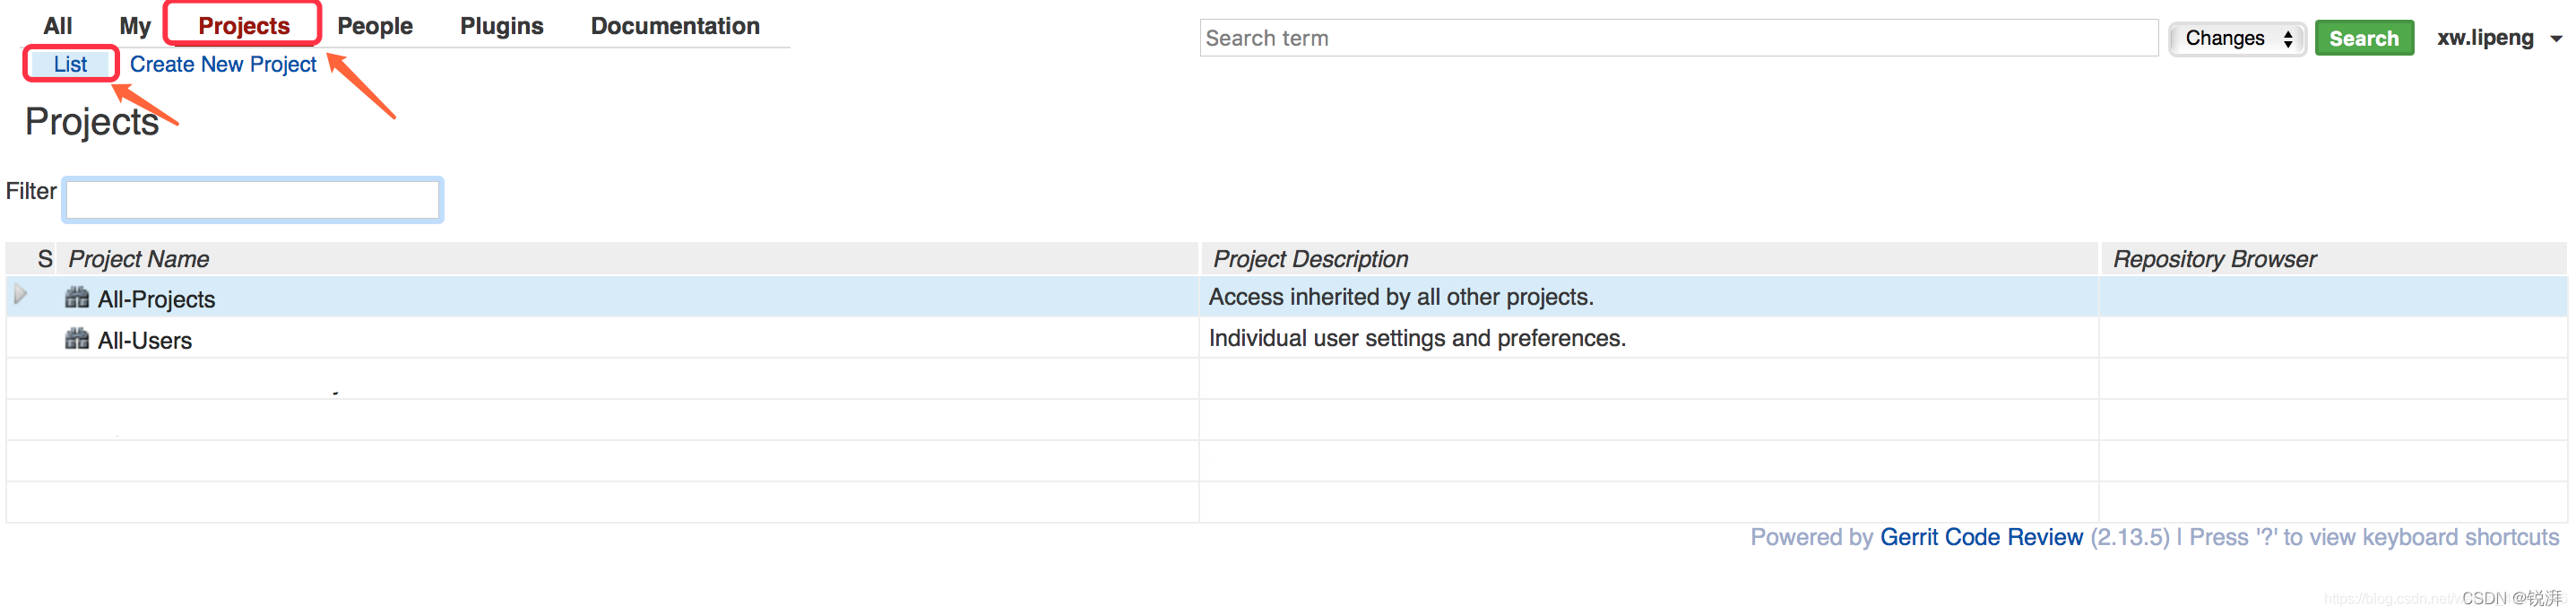 All My Projects People Plugins Documentation
List Create New Project
Search term Changes Search xw.lipeng
Projects
Filter
S Project Name Project Description Repository Browser
All-Projects Access inherited by all other projects.
All-Users Individual user settings and preferences.
Powered by Gerrit Code Review (2.13.5) | Press '?' to view keyboard shortcuts
CSDN @锐湃